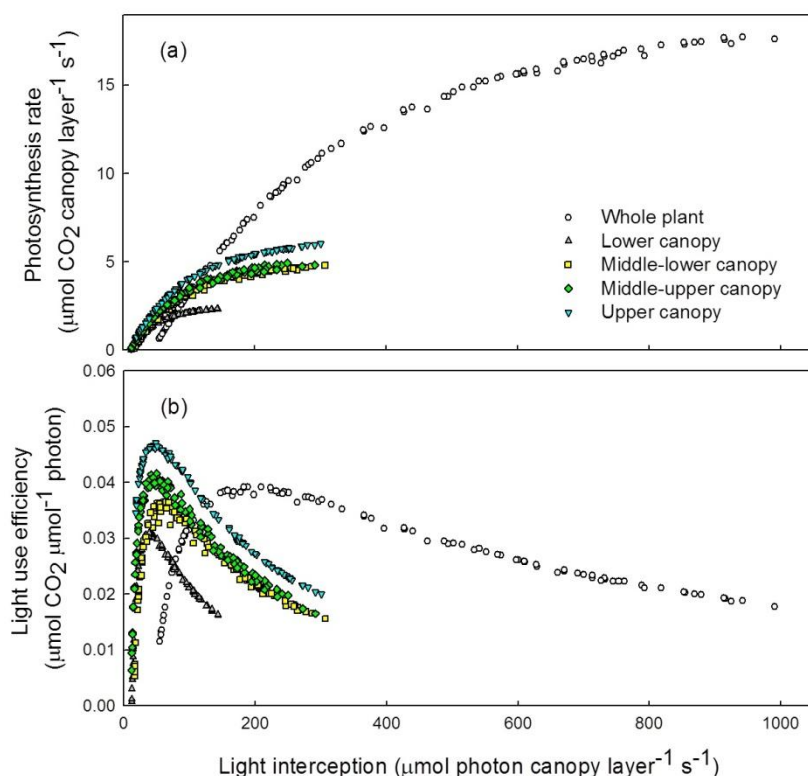 (a)
Photosynthesis rate
(μmol CO2 canopy layer-1 s-1)
15
10
5
0
Whole plant
Lower canopy
Middle-lower canopy
Middle-upper canopy
Upper canopy
(b)
Light use efficiency
(μmol CO2 μmol-1 photon)
0.06
0.05
0.04
0.03
0.02
0.01
0.00
0
200
400
600
800
1000
Light interception (μmol photon canopy layer-1 s-1)